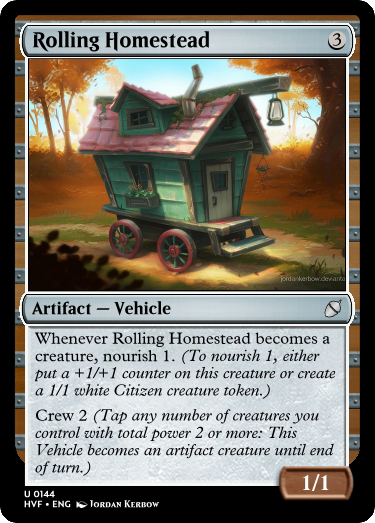 Rolling Homestead 3
jordankerbow.devianta
Artifact — Vehicle
Whenever Rolling Homestead becomes a
creature, nourish 1. (To nourish 1, either
put a +1/+1 counter on this creature or create
a 1/1 white Citizen creature token.)
Crew 2 (Tap any number of creatures you
control with total power 2 or more: This
Vehicle becomes an artifact creature until end
of turn.)
1/1
U 0144
HVF • ENG Jordan Kerbow